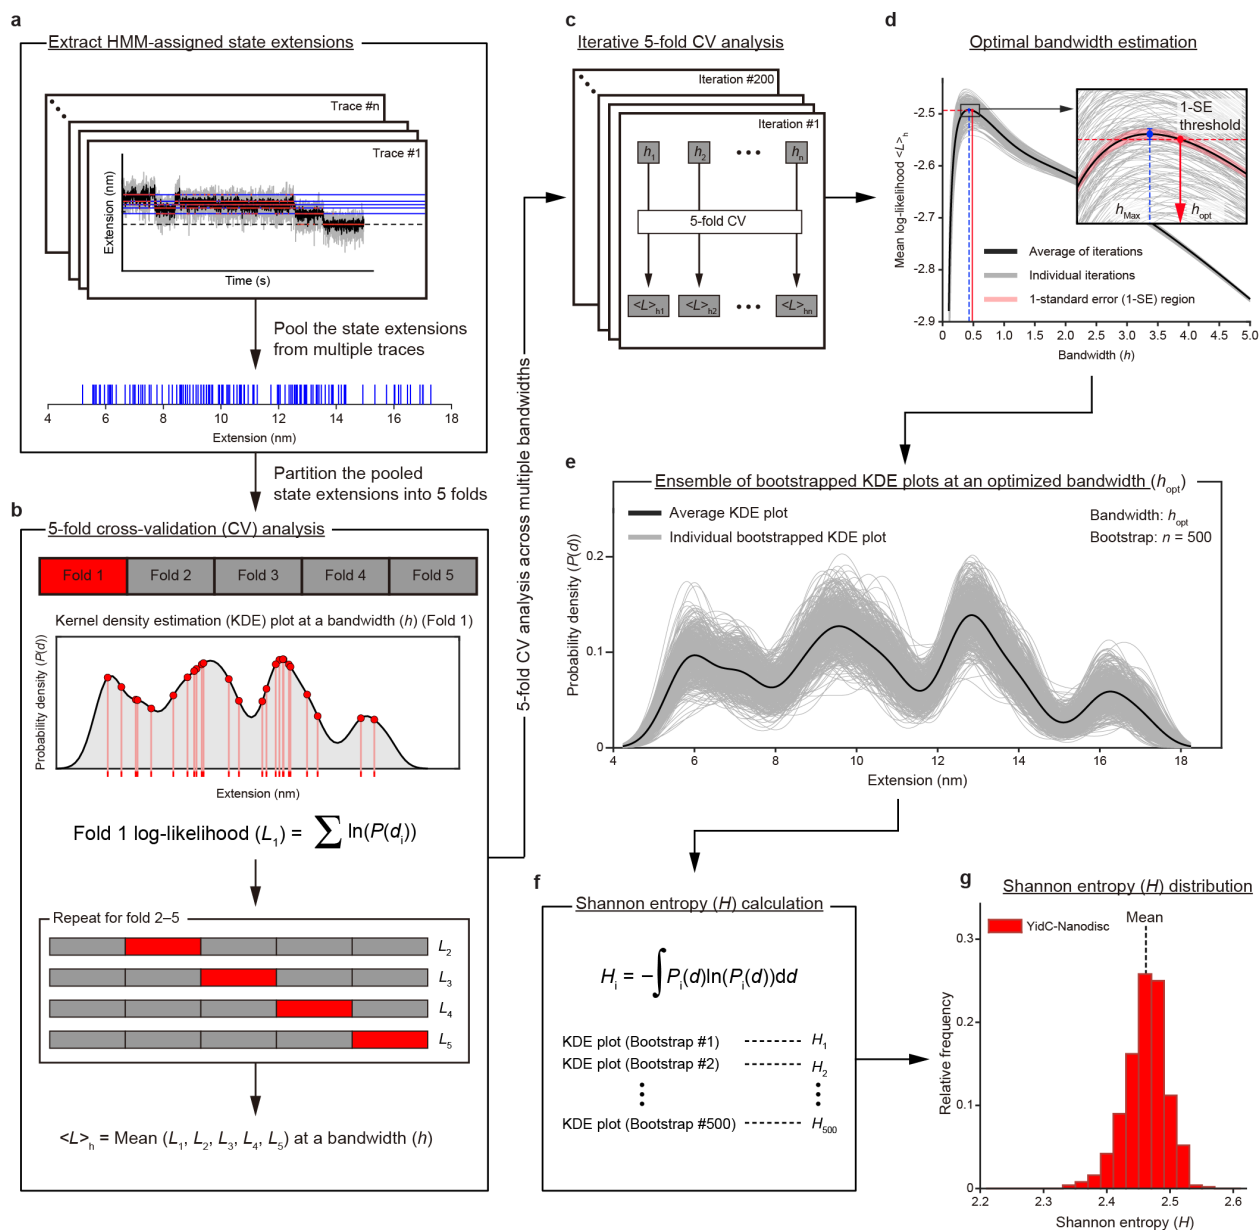 a
Extract HMM-assigned state extensions
Trace #n
Trace #1
Extension (nm)
Time (s)
Pool the state extensions
from multiple traces
4 6 8 10 12 14 16 18
Extension (nm)
Partition the pooled
state extensions into 5 folds
b
5-fold cross-validation (CV) analysis
Fold 1 Fold 2 Fold 3 Fold 4 Fold 5
Kernel density estimation (KDE) plot at a bandwidth (h) (Fold 1)
Probability density (P(d))
Extension (nm)
Fold 1 log-likelihood (L1) = ∑ ln(P(di))
Repeat for fold 2–5
L2
L3
L4
L5
<L>h = Mean (L1, L2, L3, L4, L5) at a bandwidth (h)
5-fold CV analysis across multiple bandwidths
c
Iterative 5-fold CV analysis
Iteration #200
Iteration #1
h1 h2 hn
5-fold CV
<L>h1 <L>h2 <L>hn
d
Optimal bandwidth estimation
Mean log-likelihood <L>h
-2.5
-2.6
-2.7
-2.8
-2.9
1-SE
threshold
hMax hopt
Average of iterations
Individual iterations
1-standard error (1-SE) region
0 0.5 1.0 1.5 2.0 2.5 3.0 3.5 4.0 4.5 5.0
Bandwidth (h)
e
Ensemble of bootstrapped KDE plots at an optimized bandwidth (hopt)
Average KDE plot
Individual bootstrapped KDE plot
Bandwidth: hopt
Bootstrap: n = 500
Probability density (P(d))
0.2
0.1
0
4 6 8 10 12 14 16 18
Extension (nm)
f
Shannon entropy (H) calculation
Hi = −∫Pi(d)ln(Pi(d))dd
KDE plot (Bootstrap #1) H1
KDE plot (Bootstrap #2) H2
KDE plot (Bootstrap #500) H500
g
Shannon entropy (H) distribution
YidC-Nanodisc
Mean
Relative frequency
0.3
0.2
0.1
0
2.2 2.3 2.4 2.5 2.6
Shannon entropy (H)